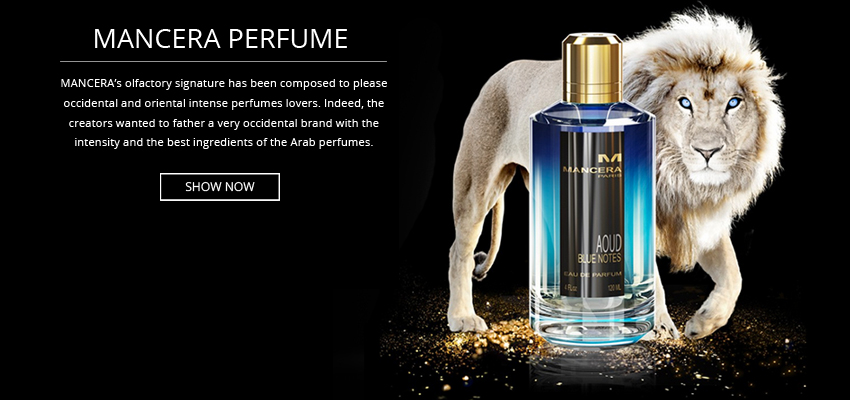 MANCERA PERFUME
MANCERA’s olfactory signature has been composed to please
occidental and oriental intense perfumes lovers. Indeed, the
creators wanted to father a very occidental brand with the
intensity and the best ingredients of the Arab perfumes.
SHOW NOW
M
MANCERA
PARIS
AOUD
BLUE NOTES
EAU DE PARFUM
4 FL.oz. 120 ML